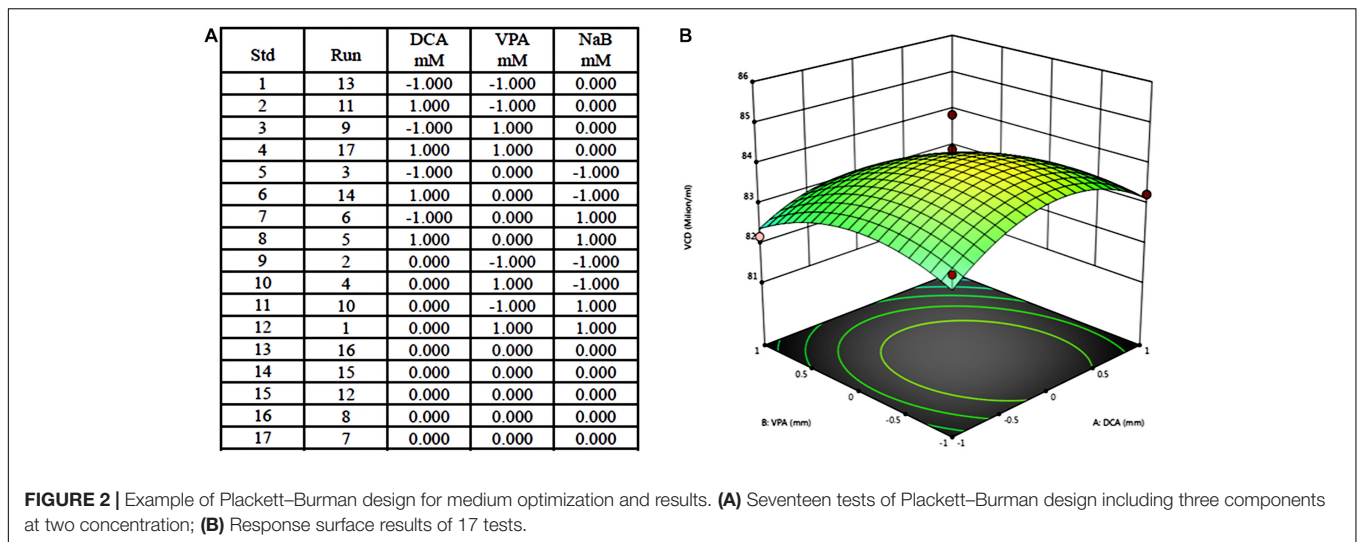 A
Std Run DCA mM VPA mM NaB mM
1 13 -1.000 -1.000 0.000
2 11 1.000 -1.000 0.000
3 9 -1.000 1.000 0.000
4 17 1.000 1.000 0.000
5 3 -1.000 0.000 -1.000
6 14 1.000 0.000 -1.000
7 6 -1.000 0.000 1.000
8 5 1.000 0.000 1.000
9 2 0.000 -1.000 -1.000
10 4 0.000 1.000 -1.000
11 10 0.000 -1.000 1.000
12 1 0.000 1.000 1.000
13 16 0.000 0.000 0.000
14 15 0.000 0.000 0.000
15 12 0.000 0.000 0.000
16 8 0.000 0.000 0.000
17 7 0.000 0.000 0.000
B
86
85
84
83
82
81
VCD (Milion/ml)
1
0.5
0
-0.5
-1
B: VPA (mm)
-1
-0.5
0
0.5
1
A: DCA (mm)
FIGURE 2 | Example of Plackett–Burman design for medium optimization and results. (A) Seventeen tests of Plackett–Burman design including three components
at two concentration; (B) Response surface results of 17 tests.